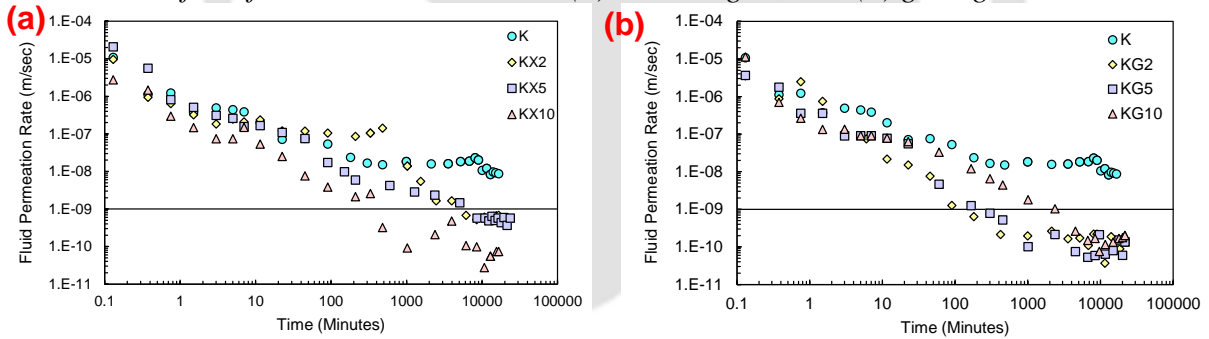 (a)
Fluid Permeation Rate (m/sec)
1.E-04
1.E-05
1.E-06
1.E-07
1.E-08
1.E-09
1.E-10
1.E-11
K
KX2
KX5
KX10
0.1
1
10
100
1000
10000
100000
Time (Minutes)
(b)
Fluid Permeation Rate (m/sec)
1.E-04
1.E-05
1.E-06
1.E-07
1.E-08
1.E-09
1.E-10
1.E-11
K
KG2
KG5
KG10
0.1
1
10
100
1000
10000
100000
Time (Minutes)